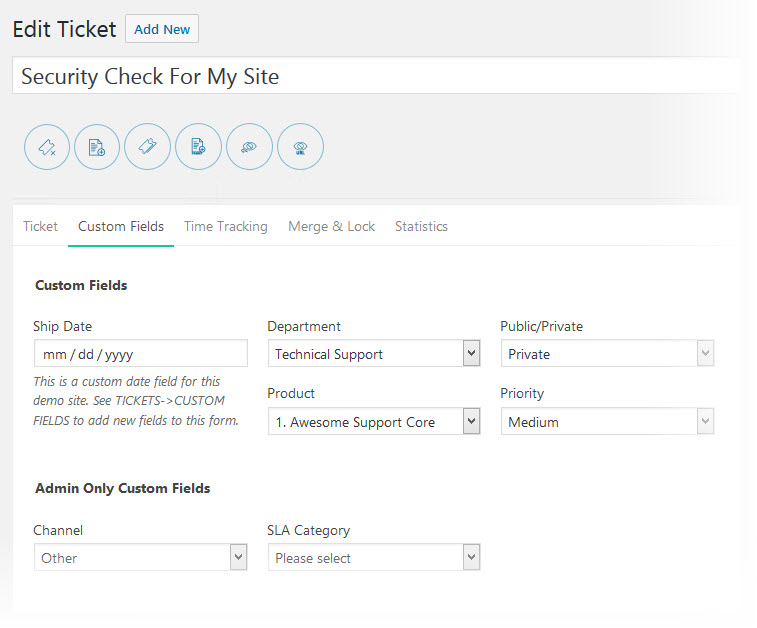 Edit Ticket Add New
Security Check For My Site
Ticket Custom Fields Time Tracking Merge & Lock Statistics
Custom Fields
Ship Date Department Public/Private
mm / dd / yyyy Technical Support Private
This is a custom date field for this
demo site. See TICKETS->CUSTOM
FIELDS to add new fields to this form.
Product Priority
1. Awesome Support Core Medium
Admin Only Custom Fields
Channel SLA Category
Other Please select